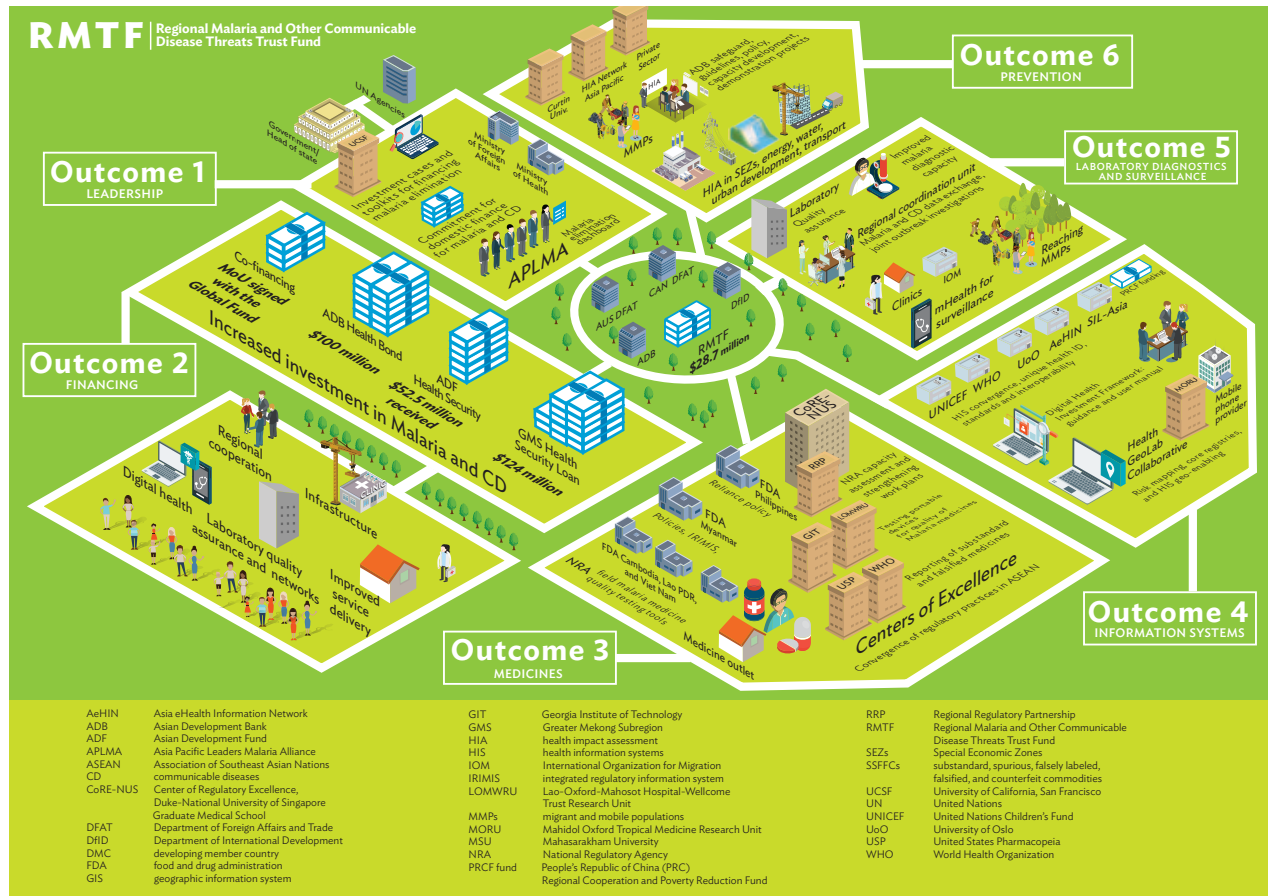 RMTF
Regional Malaria and Other Communicable
Disease Threats Trust Fund
UN Agencies
Government/
Head of state
Outcome 1
LEADERSHIP
UCSF
Investment cases and
toolkits for financing
malaria elimination
Ministry
of Foreign
Affairs
Ministry
of Health
Commitment for
domestic finance
for malaria and CD
APLMA
Malaria
elimination
dashboard
Outcome 6
PREVENTION
Curtin
Univ.
HIA Network
Asia Pacific
Private
Sector
HIA
ADB safeguard,
guidelines, policy,
Capacity development,
demonstration projects
MMPs
HIA in SEZs, energy, water,
urban development, transport
Outcome 5
LABORATORY DIAGNOSTICS
AND SURVEILLANCE
Improved
malaria
diagnostic
capacity
Laboratory
Quality
assurance
Regional coordination unit
Malaria and CD data exchange,
joint outbreak investigations
Reaching
MMPs
IOM
Clinics
mHealth for
surveillance
Outcome 2
FINANCING
Co-financing
MoU signed
with the
Global Fund
ADB Health Bond
$100 million
ADF
Health Security
$52.5 million
received
GMS Health
Security Loan
$124 million
Increased investment in Malaria and CD
AUS DFAT
CAN DFAT
DfID
ADB
RMTF
$28.7 million
Regional
cooperation
Digital health
Infrastructure
CLINIC
Laboratory quality
assurance and networks
Improved
service
delivery
Outcome 3
MEDICINES
CoRE-
NUS
RRP
NRA capacity
assessment and
strengthening
work plans
FDA
Philippines
Reliance policy
FDA
Myanmar
Policies, IRIMIS,
FDA Cambodia, Lao PDR,
and Viet Nam
NRA
field malaria medicine
quality testing tools
GIT
LOMWRU
Testing portable
devices
for quality of
Malaria medicines
USP
WHO
Reporting of substandard
and falsified medicines
Centers of Excellence
Convergence of regulatory practices in ASEAN
Medicine outlet
Outcome 4
INFORMATION SYSTEMS
PRCF funding
UNICEF
WHO
UoO
AeHIN
SIL-Asia
HIS convergence, unique health ID,
standards and interoperability
Digital Health
Investment Framework:
guidance and user manual
MORU
Mobile
phone
provider
Health
GeoLab
Collaborative
Risk mapping, core registries,
and HIS geo-enabling
AeHIN Asia eHealth Information Network
ADB Asian Development Bank
ADF Asian Development Fund
APLMA Asia Pacific Leaders Malaria Alliance
ASEAN Association of Southeast Asian Nations
CD communicable diseases
CoRE-NUS Center of Regulatory Excellence,
Duke-National University of Singapore
Graduate Medical School
DFAT Department of Foreign Affairs and Trade
DfID Department of International Development
DMC developing member country
FDA food and drug administration
GIS geographic information system
GIT Georgia Institute of Technology
GMS Greater Mekong Subregion
HIA health impact assessment
HIS health information systems
IOM International Organization for Migration
IRIMIS integrated regulatory information system
LOMWRU Lao-Oxford-Mahosot Hospital-Wellcome
Trust Research Unit
MMPs migrant and mobile populations
MORU Mahidol Oxford Tropical Medicine Research Unit
MSU Mahasarakham University
NRA National Regulatory Agency
PRCF fund People's Republic of China (PRC)
Regional Cooperation and Poverty Reduction Fund
RRP Regional Regulatory Partnership
RMTF Regional Malaria and Other Communicable
Disease Threats Trust Fund
SEZs Special Economic Zones
SSFFCs substandard, spurious, falsely labeled,
falsified, and counterfeit commodities
UCSF University of California, San Francisco
UN United Nations
UNICEF United Nations Children's Fund
UoO University of Oslo
USP United States Pharmacopeia
WHO World Health Organization